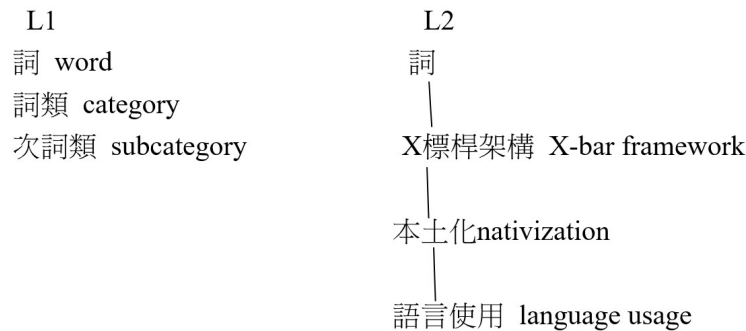 L1
詞 word
詞類 category
次詞類 subcategory
L2
詞
X標桿架構 X-bar framework
本土化nativization
語言使用 language usage